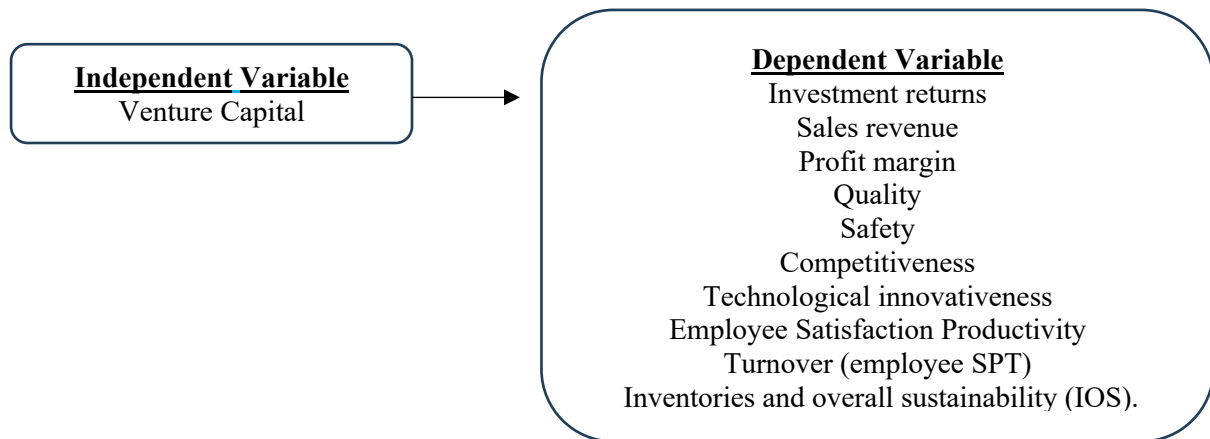 Independent Variable
Venture Capital
Dependent Variable
Investment returns
Sales revenue
Profit margin
Quality
Safety
Competitiveness
Technological innovativeness
Employee Satisfaction Productivity
Turnover (employee SPT)
Inventories and overall sustainability (IOS).